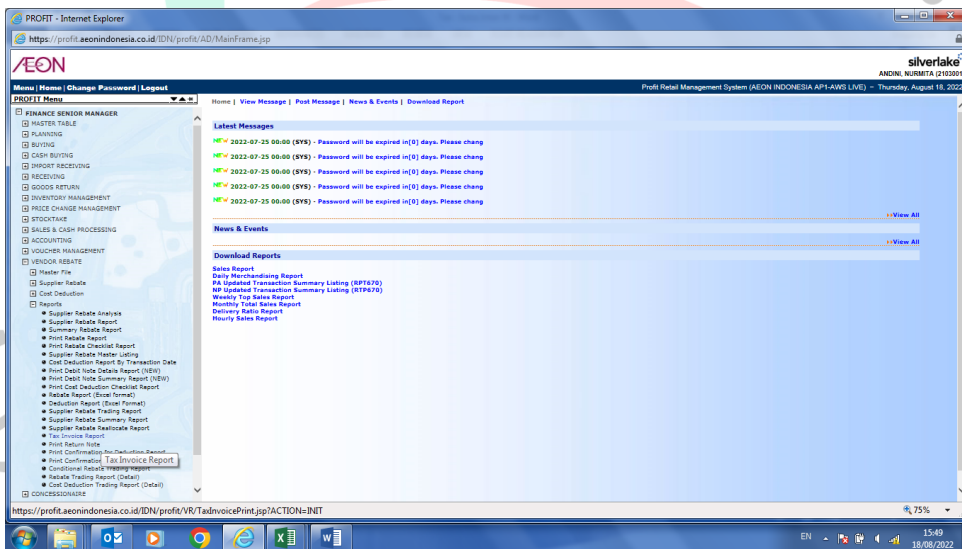 PROFIT - Internet Explorer
https://profit.aeonindonesia.co.id/IDN/profit/AD/MainFrame.jsp
ÆON
silverlake
ANDINI, NURMITA (2103001
Menu | Home | Change Password | Logout
Profit Retail Management System (AEON INDONESIA AP1-AWS LIVE) - Thursday, August 18, 2022
PROFIT Menu
Home | View Message | Post Message | News & Events | Download Report
FINANCE SENIOR MANAGER
MASTER TABLE
PLANNING
BUYING
CASH BUYING
IMPORT RECEIVING
RECEIVING
GOODS RETURN
INVENTORY MANAGEMENT
PRICE CHANGE MANAGEMENT
STOCKTAKE
SALES & CASH PROCESSING
ACCOUNTING
VOUCHER MANAGEMENT
VENDOR REBATE
Master File
Supplier Rebate
Cost Deduction
Reports
Supplier Rebate Analysis
Supplier Rebate Report
Summary Rebate Report
Print Rebate Report
Print Rebate Checklist Report
Supplier Rebate Master Listing
Cost Deduction Report By Transaction Date
Print Debit Note Details Report (NEW)
Print Debit Note Summary Report (NEW)
Print Cost Deduction Checklist Report
Rebate Report (Excel Format)
Deduction Report (Excel Format)
Supplier Rebate Trading Report
Supplier Rebate Summary Report
Supplier Rebate Reallocate Report
Tax Invoice Report
Print Return Note
Print Confirmation for Deduction Report
Print Confirmation
Tax Invoice Report
Conditional Rebate Trading Report
Rebate Trading Report (Detail)
Cost Deduction Trading Report (Detail)
CONCESSIONAIRE
Latest Messages
NEW 2022-07-25 00:00 (SYS) - Password will be expired in[0] days. Please chang
NEW 2022-07-25 00:00 (SYS) - Password will be expired in[0] days. Please chang
NEW 2022-07-25 00:00 (SYS) - Password will be expired in[0] days. Please chang
NEW 2022-07-25 00:00 (SYS) - Password will be expired in[0] days. Please chang
NEW 2022-07-25 00:00 (SYS) - Password will be expired in[0] days. Please chang
View All
News & Events
View All
Download Reports
Sales Report
Daily Merchandising Report
PA Updated Transaction Summary Listing (RPT670)
NP Updated Transaction Summary Listing (RTP670)
Weekly Top Sales Report
Monthly Total Sales Report
Delivery Ratio Report
Hourly Sales Report
https://profit.aeonindonesia.co.id/IDN/profit/VR/TaxInvoicePrint.jsp?ACTION=INIT
75%
EN
15:49
18/08/2022